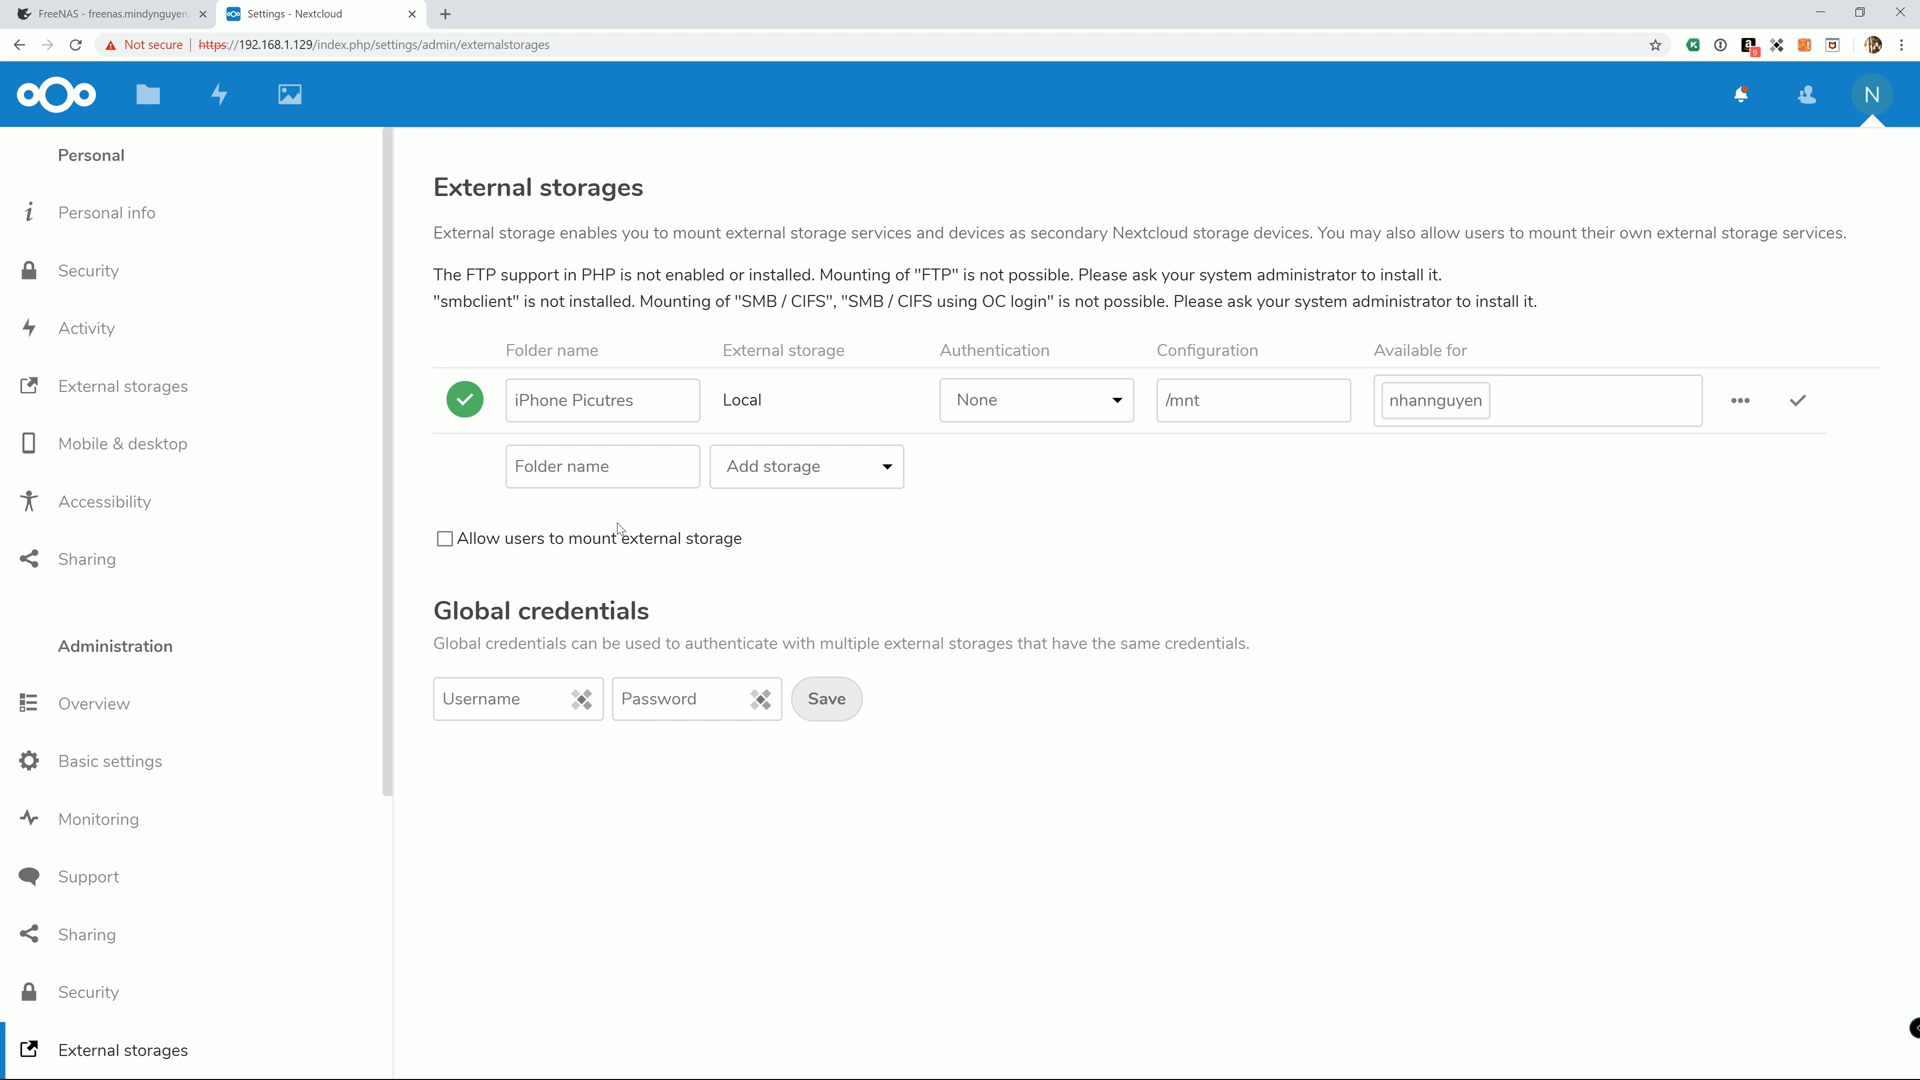 FreeNAS - freenas.mindynguyen
Settings - Nextcloud
Not secure
https://192.168.1.129/index.php/settings/admin/externalstorages
9
N
Personal
Personal info
Security
Activity
External storages
Mobile & desktop
Accessibility
Sharing
Administration
Overview
Basic settings
Monitoring
Support
Sharing
Security
External storages
External storages
External storage enables you to mount external storage services and devices as secondary Nextcloud storage devices. You may also allow users to mount their own external storage services.
The FTP support in PHP is not enabled or installed. Mounting of "FTP" is not possible. Please ask your system administrator to install it.
"smbclient" is not installed. Mounting of "SMB / CIFS", "SMB / CIFS using OC login" is not possible. Please ask your system administrator to install it.
Folder name External storage Authentication Configuration Available for
iPhone Picutres Local None /mnt nhannguyen
Folder name Add storage
Allow users to mount external storage
Global credentials
Global credentials can be used to authenticate with multiple external storages that have the same credentials.
Username Password Save